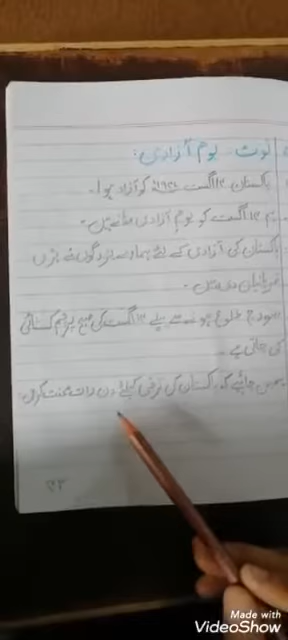 نوٹ - یوم آزادی:
پاکستان ۱۴ اگست ۱۹۴۷ کو آزاد ہوا۔
ہم ۱۴ اگست کو یوم آزادی مناتے ہیں۔
پاکستان کی آزادی کے لئے ہمارے بزرگوں نے بڑی
قربانیاں دی ہیں۔
سورج طلوع ہونے سے پہلے ۱۴ اگست کی صبح پرچم کشائی
کی جاتی ہے۔
ہمیں چاہئے کہ پاکستان کی ترقی کیلئے دن رات محنت کریں
Made with
VideoShow